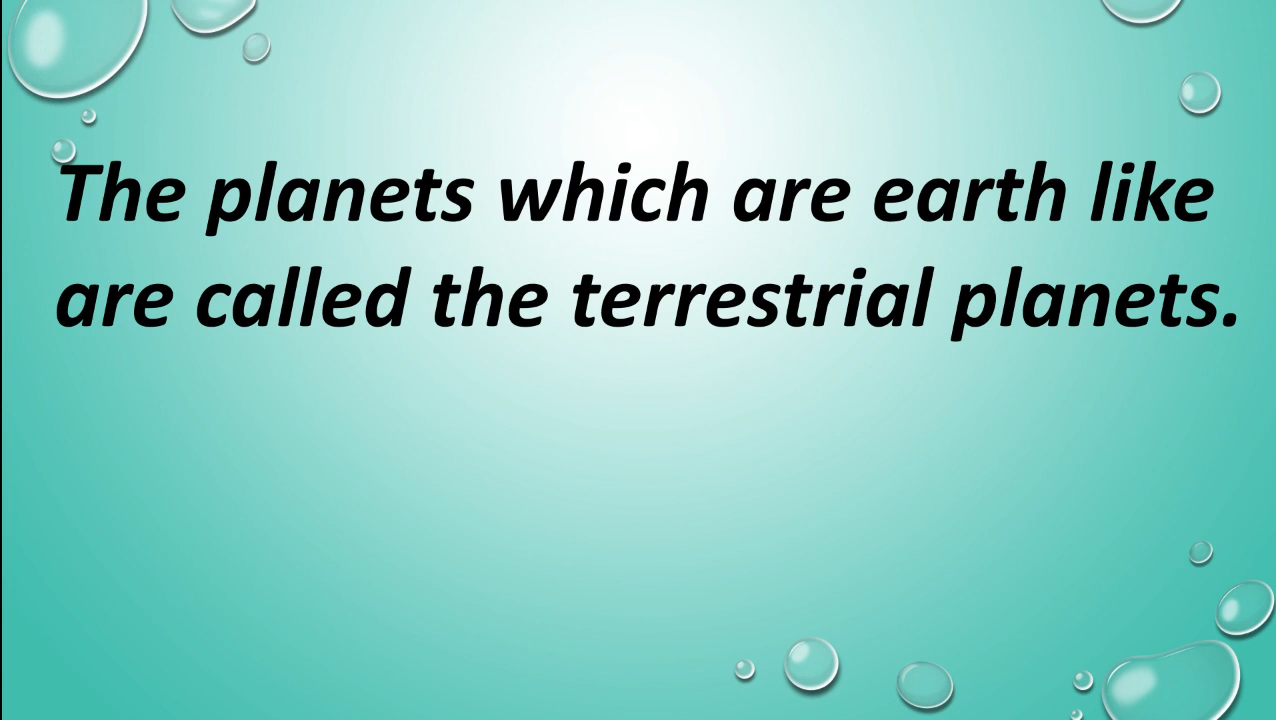 The planets which are earth like
are called the terrestrial planets.